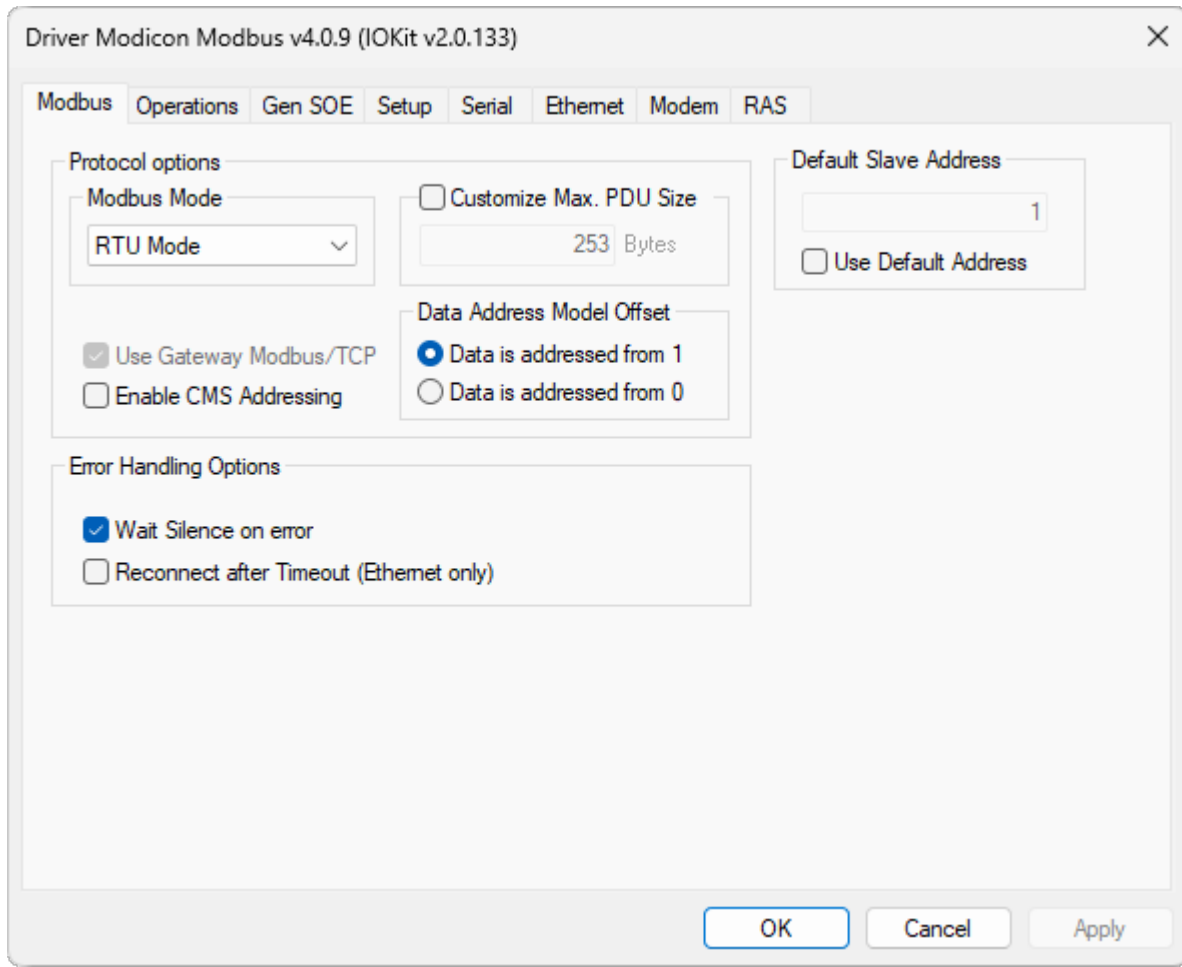 Driver Modicon Modbus v4.0.9 (IOKit v2.0.133)
Modbus Operations Gen SOE Setup Serial Ethernet Modem RAS
Protocol options
Modbus Mode
RTU Mode
Customize Max. PDU Size
253 Bytes
Default Slave Address
1
Use Default Address
Use Gateway Modbus/TCP
Enable CMS Addressing
Data Address Model Offset
Data is addressed from 1
Data is addressed from 0
Error Handling Options
Wait Silence on error
Reconnect after Timeout (Ethernet only)
OK Cancel Apply